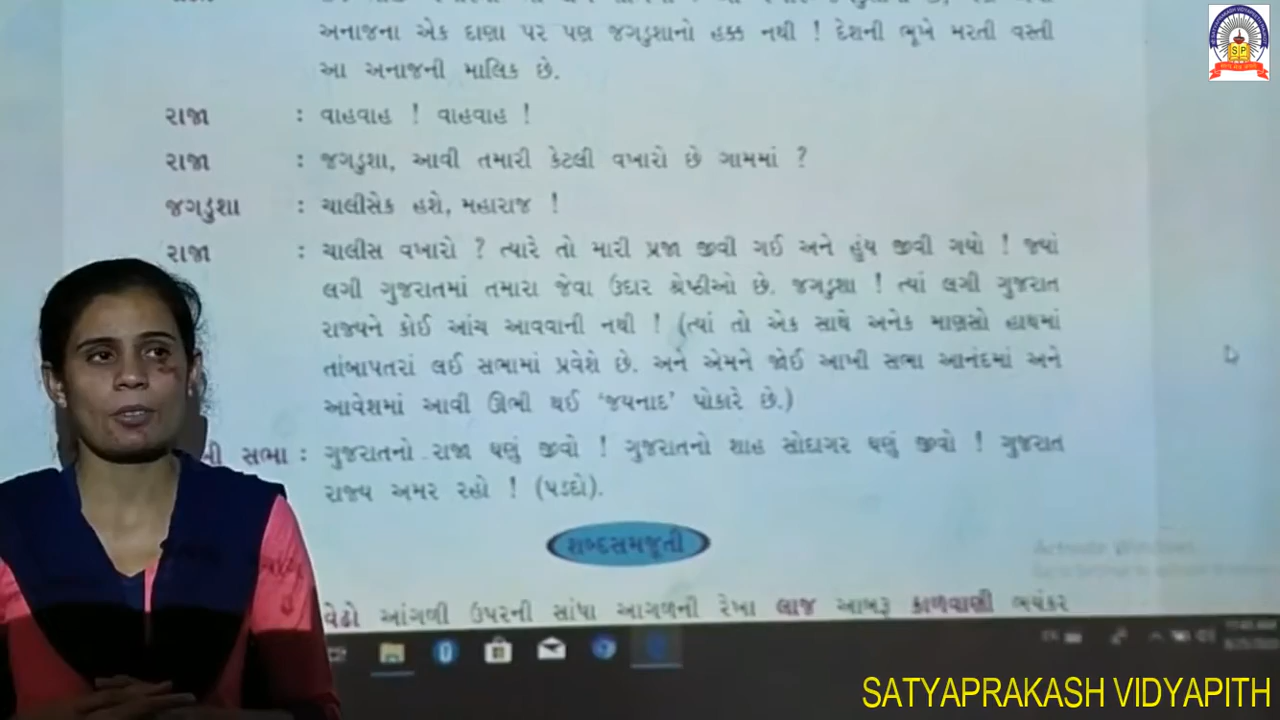 અનાજના એક દાણા પર પણ જગડુશાનો હક્ક નથી ! દેશની ભૂખે મરતી વસ્તી
આ અનાજની માલિક છે.
રાજા : વાહવાહ ! વાહવાહ !
રાજા : જગડુશા, આવી તમારી કેટલી વખારો છે ગામમાં ?
જગડુશા : ચાલીસેક હશે, મહારાજ !
રાજા : ચાલીસ વખારો ? ત્યારે તો મારી પ્રજા જીવી ગઈ અને હુંય જીવી ગયો ! જ્યાં
લગી ગુજરાતમાં તમારા જેવા ઉદાર શ્રેષ્ઠીઓ છે. જગડુશા ! ત્યાં લગી ગુજરાત
રાજ્યને કોઈ આંચ આવવાની નથી ! (ત્યાં તો એક સાથે અનેક માણસો હાથમાં
તાંબાપતરાં લઈ સભામાં પ્રવેશે છે. અને એમને જોઈ આખી સભા આનંદમાં અને
આવેશમાં આવી ઊભી થઈ 'જયનાદ' પોકારે છે.)
સભા : ગુજરાતનો રાજા ઘણું જીવો ! ગુજરાતનો શાહ સોદાગર ઘણું જીવો ! ગુજરાત
રાજ્ય અમર રહો ! (પડદો).
શબ્દસમજૂતી
વેઢો આંગળી ઉપરની સાંધા આગળની રેખા લાજ આબરૂ કાળવાણી ભયંકર
Activate Windows
SP
SATYAPRAKASH VIDYAPITH